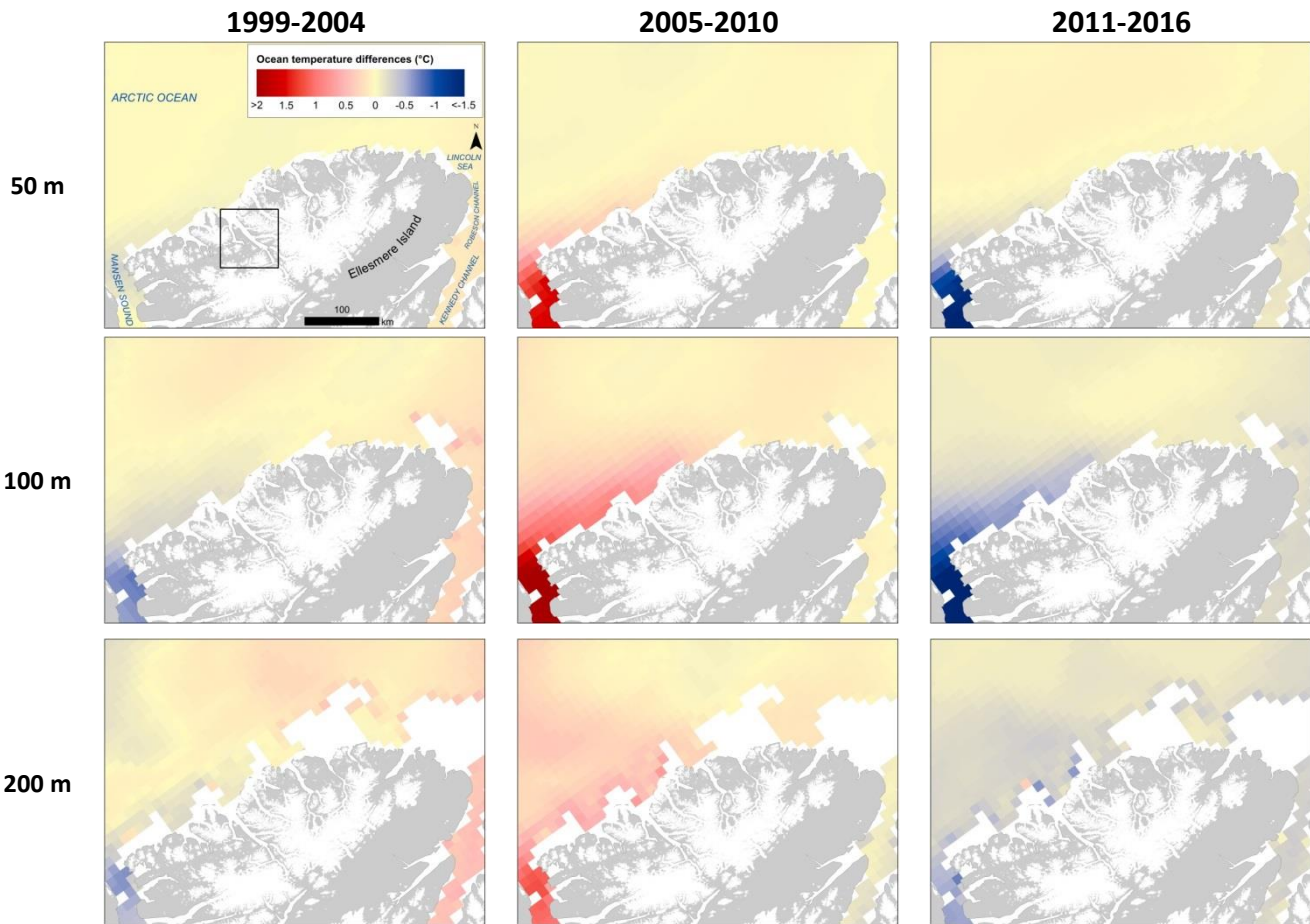 1999-2004
2005-2010
2011-2016
Ocean temperature differences (°C)
>2 1.5 1 0.5 0 -0.5 -1 <-1.5
ARCTIC OCEAN
N
LINCOLN
SEA
50 m
ROBESON CHANNEL
Ellesmere Island
NANSEN SOUND
KENNEDY CHANNEL
100
km
100 m
200 m